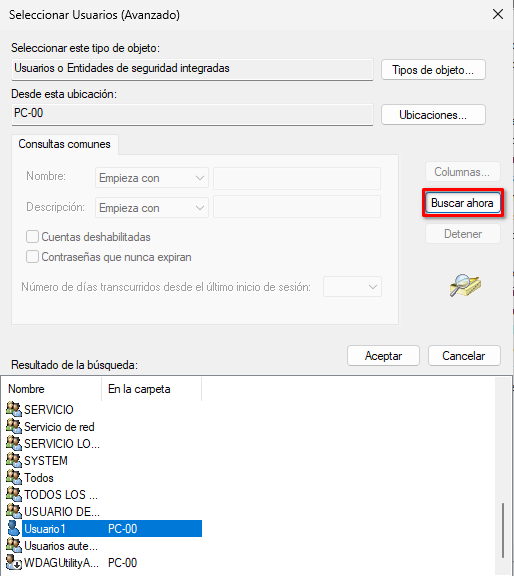 Seleccionar Usuarios (Avanzado)
Seleccionar este tipo de objeto:
Usuarios o Entidades de seguridad integradas
Tipos de objeto...
Desde esta ubicación:
PC-00
Ubicaciones...
Consultas comunes
Nombre:
Empieza con
Columnas...
Descripción:
Empieza con
Buscar ahora
Cuentas deshabilitadas
Detener
Contraseñas que nunca expiran
Número de días transcurridos desde el último inicio de sesión:
Aceptar
Cancelar
Resultado de la búsqueda:
Nombre En la carpeta
SERVICIO
Servicio de red
SERVICIO LO...
SYSTEM
Todos
TODOS LOS ...
USUARIO DE...
Usuario1 PC-00
Usuarios aute...
WDAGUtilityA... PC-00